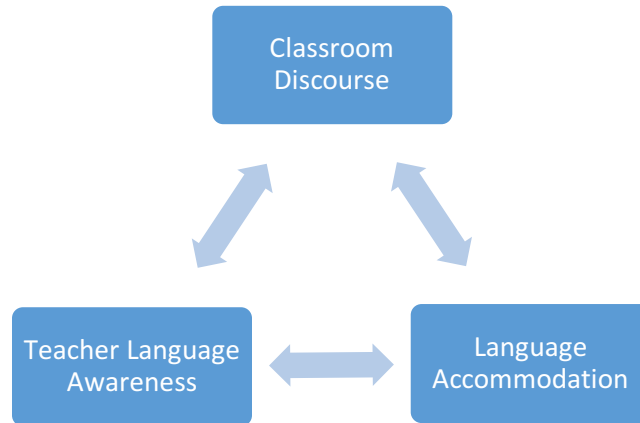 Classroom
Discourse
Teacher Language
Awareness
Language
Accommodation